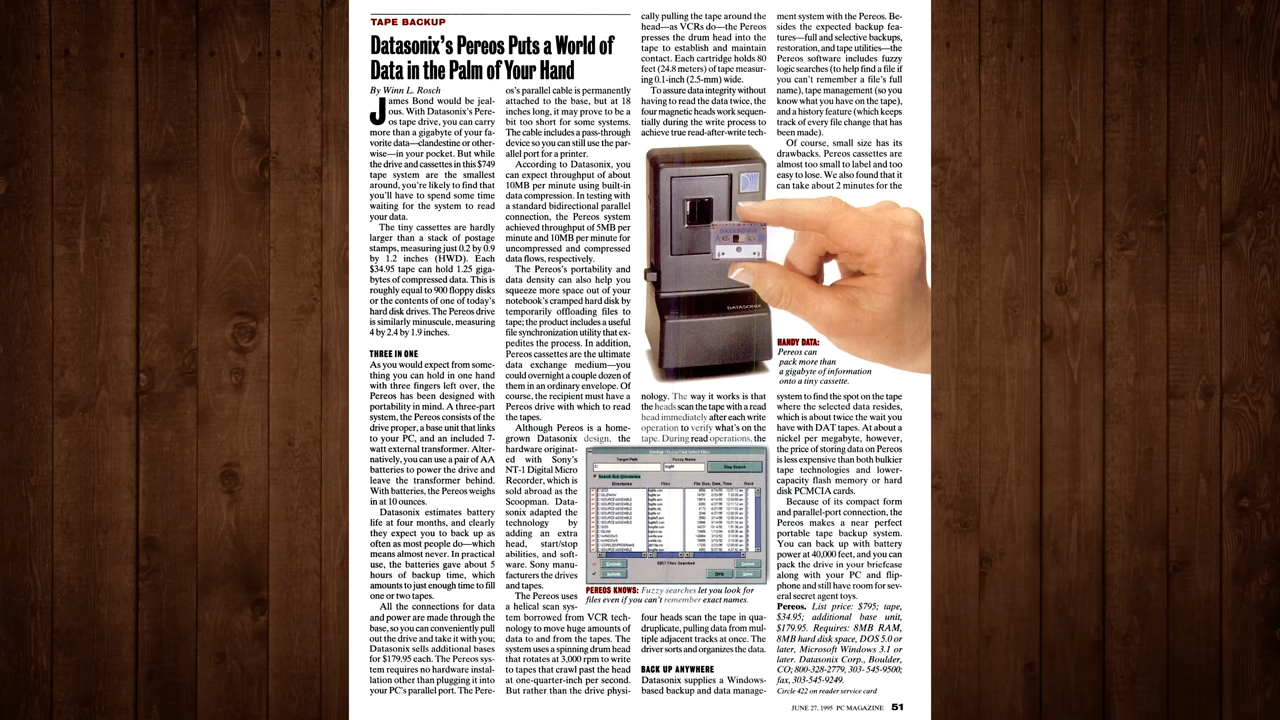 TAPE BACKUP
Datasonix's Pereos Puts a World of
Data in the Palm of Your Hand
By Winn L. Rosch
James Bond would be jeal-
ous. With Datasonix's Pere-
os tape drive, you can carry
more than a gigabyte of your fa-
vorite data—clandestine or other-
wise—in your pocket. But while
the drive and cassettes in this $749
tape system are the smallest
around, you're likely to find that
you'll have to spend some time
waiting for the system to read
your data.
The tiny cassettes are hardly
larger than a stack of postage
stamps, measuring just 0.2 by 0.9
by 1.2 inches (HWD). Each
$34.95 tape can hold 1.25 giga-
bytes of compressed data. This is
roughly equal to 900 floppy disks
or the contents of one of today's
hard disk drives. The Pereos drive
is similarly minuscule, measuring
4 by 2.4 by 1.9 inches.
THREE IN ONE
As you would expect from some-
thing you can hold in one hand
with three fingers left over, the
Pereos has been designed with
portability in mind. A three-part
system, the Pereos consists of the
drive proper, a base unit that links
to your PC, and an included 7-
watt external transformer. Alter-
natively, you can use a pair of AA
batteries to power the drive and
leave the transformer behind.
With batteries, the Pereos weighs
in at 10 ounces.
Datasonix estimates battery
life at four months, and clearly
they expect you to back up as
often as most people do—which
means almost never. In practical
use, the batteries gave about 5
hours of backup time, which
amounts to just enough time to fill
one or two tapes.
All the connections for data
and power are made through the
base, so you can conveniently pull
out the drive and take it with you;
Datasonix sells additional bases
for $179.95 each. The Pereos sys-
tem requires no hardware instal-
lation other than plugging it into
your PC's parallel port. The Pere-
os's parallel cable is permanently
attached to the base, but at 18
inches long, it may prove to be a
bit too short for some systems.
The cable includes a pass-through
device so you can still use the par-
allel port for a printer.
According to Datasonix, you
can expect throughput of about
10MB per minute using built-in
data compression. In testing with
a standard bidirectional parallel
connection, the Pereos system
achieved throughput of 5MB per
minute and 10MB per minute for
uncompressed and compressed
data flows, respectively.
The Pereos's portability and
data density can also help you
squeeze more space out of your
notebook's cramped hard disk by
temporarily offloading files to
tape; the product includes a useful
file synchronization utility that ex-
pedites the process. In addition,
Pereos cassettes are the ultimate
data exchange medium—you
could overnight a couple dozen of
them in an ordinary envelope. Of
course, the recipient must have a
Pereos drive with which to read
the tapes.
Although Pereos is a home-
grown Datasonix design, the
hardware originat-
ed with Sony's
NT-1 Digital Micro
Recorder, which is
sold abroad as the
Scoopman. Data-
sonix adapted the
technology by
adding an extra
head, start/stop
abilities, and soft-
ware. Sony manu-
factures the drives
and tapes.
The Pereos uses
a helical scan sys-
tem borrowed from VCR tech-
nology to move huge amounts of
data to and from the tapes. The
system uses a spinning drum head
that rotates at 3,000 rpm to write
to tapes that crawl past the head
at one-quarter-inch per second.
But rather than the drive physi-
cally pulling the tape around the
head—as VCRs do—the Pereos
presses the drum head into the
tape to establish and maintain
contact. Each cartridge holds 80
feet (24.8 meters) of tape measur-
ing 0.1-inch (2.5-mm) wide.
To assure data integrity without
having to read the data twice, the
four magnetic heads work sequen-
tially during the write process to
achieve true read-after-write tech-
DATASONIX
DATASONIX
nology. The way it works is that
the heads scan the tape with a read
head immediately after each write
operation to verify what's on the
tape. During read operations, the
Target Path
Fuzzy Name
Stop Search
Search Sub Directories
Directories
Files
File Size, Date, Time
Rank
5057 Files Searched
Exclude
Include
Cancel
Help
PEREOS KNOWS: Fuzzy searches let you look for
files even if you can't remember exact names.
four heads scan the tape in qua-
druplicate, pulling data from mul-
tiple adjacent tracks at once. The
driver sorts and organizes the data.
BACK UP ANYWHERE
Datasonix supplies a Windows-
based backup and data manage-
ment system with the Pereos. Be-
sides the expected backup fea-
tures—full and selective backups,
restoration, and tape utilities—the
Pereos software includes fuzzy
logic searches (to help find a file if
you can't remember a file's full
name), tape management (so you
know what you have on the tape),
and a history feature (which keeps
track of every file change that has
been made).
Of course, small size has its
drawbacks. Pereos cassettes are
almost too small to label and too
easy to lose. We also found that it
can take about 2 minutes for the
HANDY DATA:
Pereos can
pack more than
a gigabyte of information
onto a tiny cassette.
system to find the spot on the tape
where the selected data resides,
which is about twice the wait you
have with DAT tapes. At about a
nickel per megabyte, however,
the price of storing data on Pereos
is less expensive than both bulkier
tape technologies and lower-
capacity flash memory or hard
disk PCMCIA cards.
Because of its compact form
and parallel-port connection, the
Pereos makes a near perfect
portable tape backup system.
You can back up with battery
power at 40,000 feet, and you can
pack the drive in your briefcase
along with your PC and flip-
phone and still have room for sev-
eral secret agent toys.
Pereos. List price: $795; tape,
$34.95; additional base unit,
$179.95. Requires: 8MB RAM,
8MB hard disk space, DOS 5.0 or
later, Microsoft Windows 3.1 or
later. Datasonix Corp., Boulder,
CO; 800-328-2779, 303- 545-9500;
fax, 303-545-9249.
Circle 422 on reader service card
JUNE 27, 1995 PC MAGAZINE 51